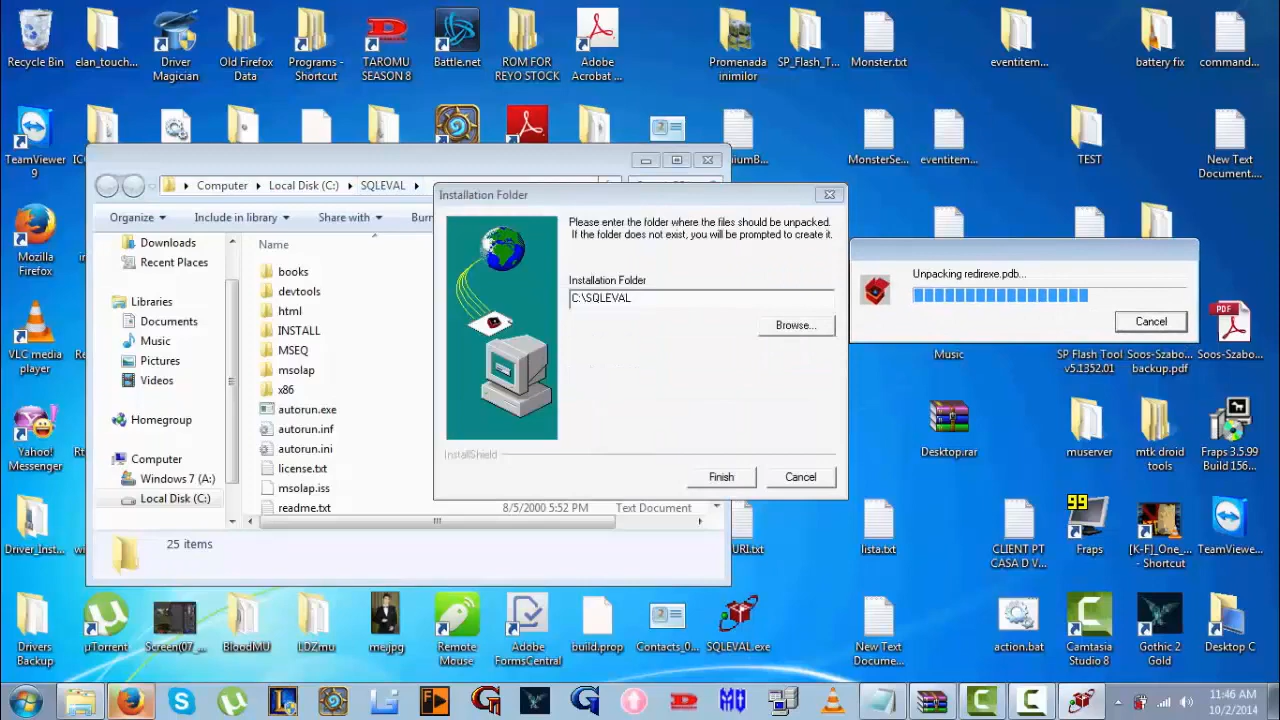 Recycle Bin
elan_touch...
Driver
Magician
Old Firefox
Data
Programs -
Shortcut
TAROMU
SEASON 8
Battle.net
ROM FOR
REYO STOCK
Adobe
Acrobat ...
Promenada
inimilor
SP_Flash_T...
Monster.txt
eventitem...
battery fix
command...
TeamViewer
9
MonsterSe...
eventitem...
TEST
New Text
Document....
Computer
Local Disk (C:)
SQLEVAL
Organize
Include in library
Share with
Burn
Downloads
Recent Places
Libraries
Documents
Music
Pictures
Videos
Homegroup
Computer
Windows 7 (A:)
Local Disk (C:)
Name
books
devtools
html
INSTALL
MSEQ
msolap
x86
autorun.exe
autorun.inf
autorun.ini
license.txt
msolap.iss
readme.txt
8/5/2000 5:52 PM
Text Document
25 items
Installation Folder
Please enter the folder where the files should be unpacked.
If the folder does not exist, you will be prompted to create it.
Installation Folder
C:\SQLEVAL
Browse...
InstallShield
Finish
Cancel
Unpacking redirexe.pdb...
Cancel
Mozilla
Firefox
VLC media
player
Music
SP Flash Tool
v5.1352.01
Soos-Szabo...
backup.pdf
PDF
Soos-Szabo...
Yahoo!
Messenger
Desktop.rar
muserver
mtk droid
tools
Fraps 3.5.99
Build 156...
Driver_Inst...
URI.txt
lista.txt
CLIENT PT
CASA D V...
99
Fraps
[K-F]_One_...
- Shortcut
TeamViewe...
Drivers
Backup
µTorrent
Screen(07_...
BloodMU
LDZmu
me.jpg
Remote
Mouse
Adobe
FormsCentral
build.prop
Contacts_0...
SQLEVAL.exe
New Text
Docume...
action.bat
Camtasia
Studio 8
Gothic 2
Gold
Desktop C
11:46 AM
10/2/2014